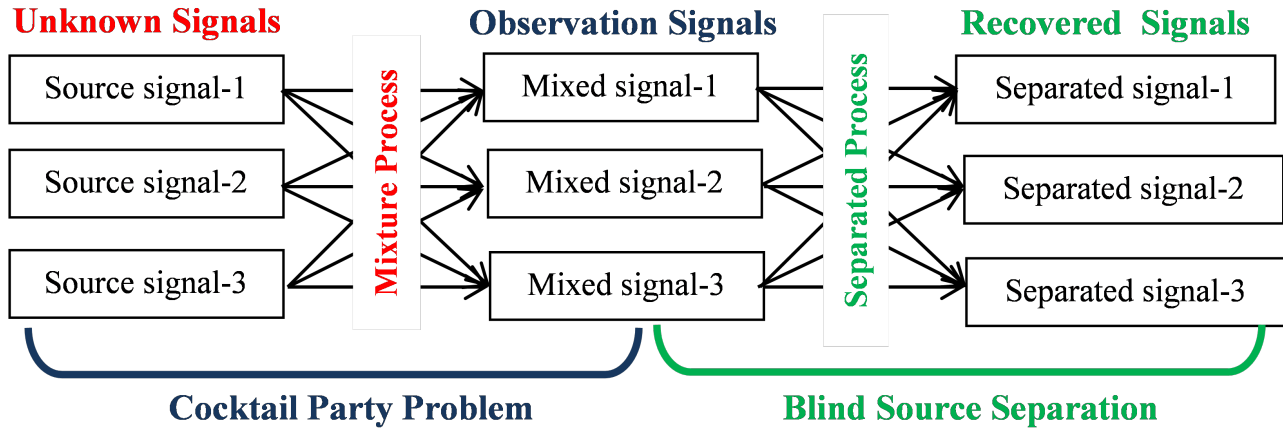 Unknown Signals
Observation Signals
Recovered Signals
Source signal-1
Mixed signal-1
Separated signal-1
Source signal-2
Mixed signal-2
Separated signal-2
Source signal-3
Mixed signal-3
Separated signal-3
Mixture Process
Separated Process
Cocktail Party Problem
Blind Source Separation